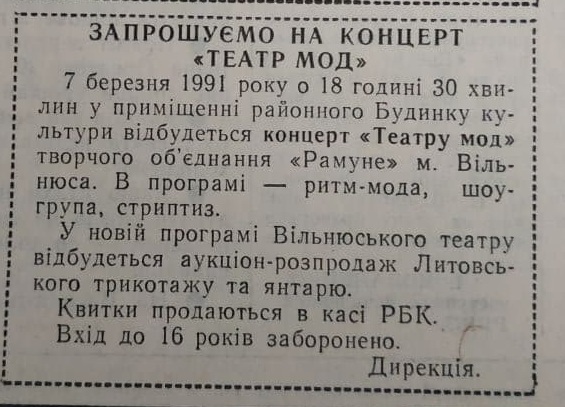 ЗАПРОШУЄМО НА КОНЦЕРТ
«ТЕАТР МОД»
7 березня 1991 року о 18 годині 30 хви-
лин у приміщенні районного Будинку ку-
льтури відбудеться концерт «Театру мод»
творчого об’єднання «Рамуне» м. Віль-
нюса. В програмі — ритм-мода, шоу-
група, стриптиз.
У новій програмі Вільнюського театру
відбудеться аукціон-розпродаж Литовсь-
кого трикотажу та янтарю.
Квитки продаються в касі РБК.
Вхід до 16 років заборонено.
Дирекція.